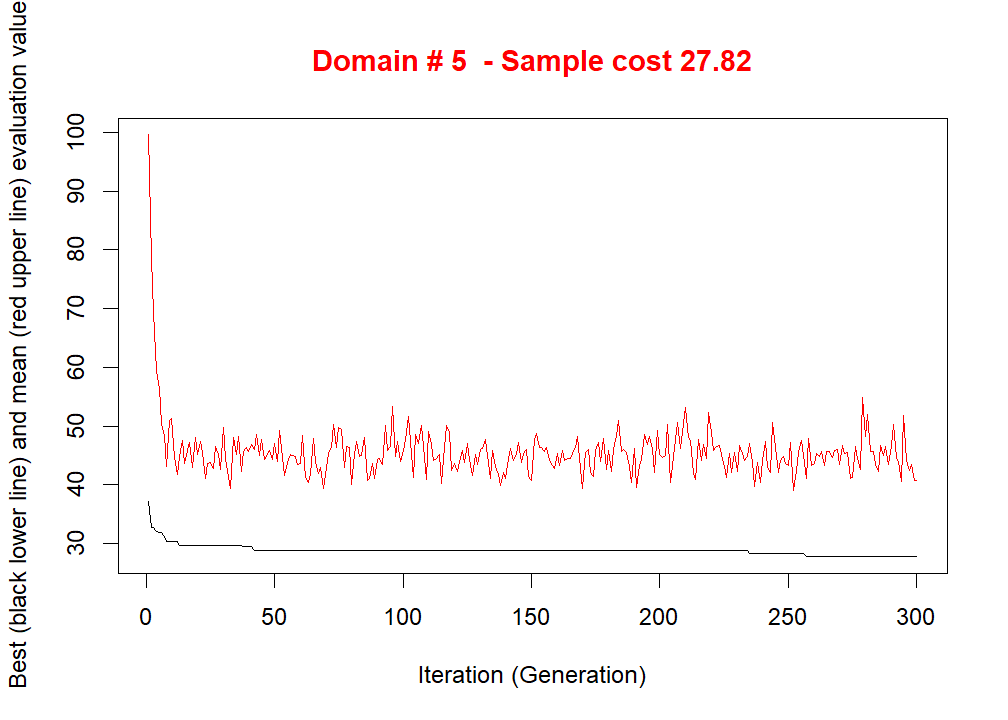 Domain # 5  - Sample cost 27.82
Best (black lower line) and mean (red upper line) evaluation value
100
90
80
70
60
50
40
30
0 50 100 150 200 250 300
Iteration (Generation)